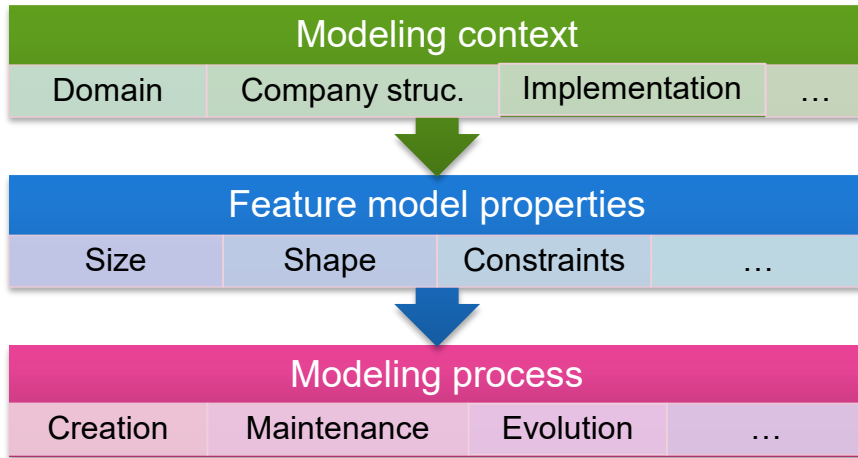 Modeling context
Domain Company struc. Implementation …
Feature model properties
Size Shape Constraints …
Modeling process
Creation Maintenance Evolution …